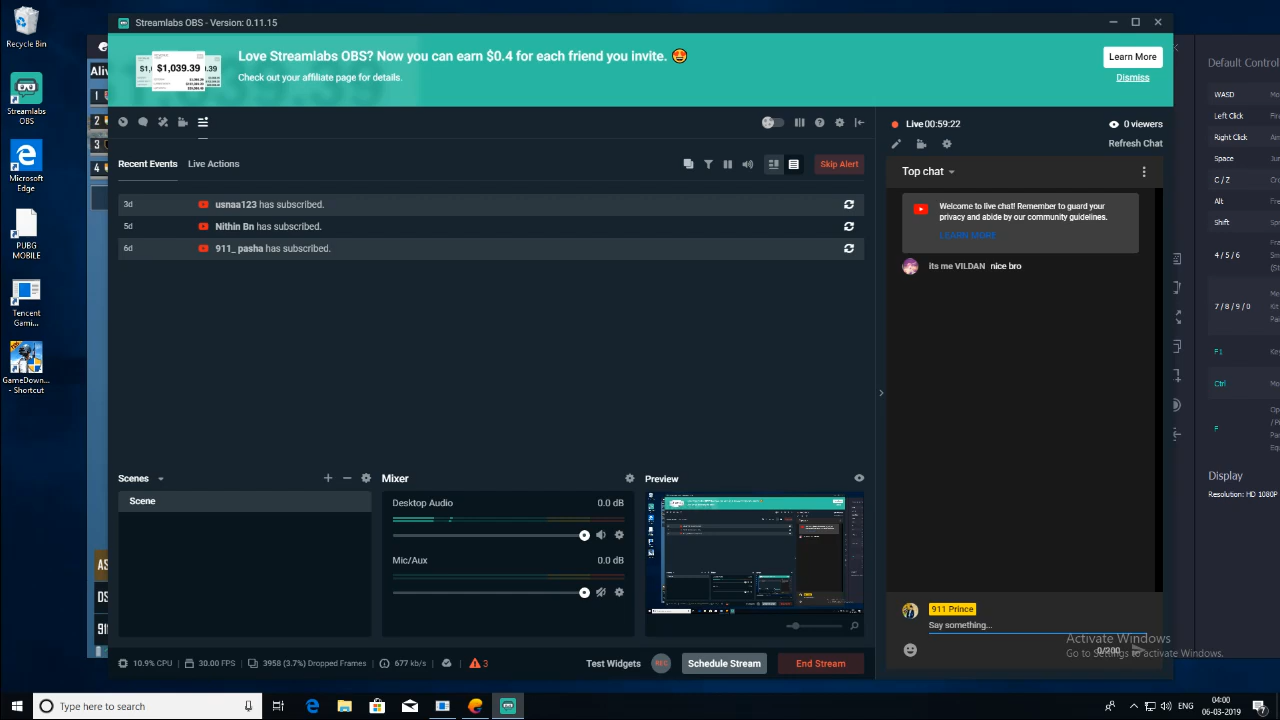 Streamlabs OBS - Version: 0.11.15
Recycle Bin
Streamlabs
OBS
Microsoft
Edge
PUBG
MOBILE
Tencent
Gami...
GameDown...
- Shortcut
Love Streamlabs OBS? Now you can earn $0.4 for each friend you invite. 🤩
Check out your affiliate page for details.
$1,039.39
Learn More
Dismiss
Recent Events
Live Actions
Skip Alert
3d
usnaa123 has subscribed.
5d
Nithin Bn has subscribed.
6d
911_ pasha has subscribed.
Live 00:59:22
0 viewers
Refresh Chat
Top chat
Welcome to live chat! Remember to guard your
privacy and abide by our community guidelines.
LEARN MORE
its me VILDAN nice bro
Scenes
Scene
Mixer
Desktop Audio
0.0 dB
Mic/Aux
0.0 dB
Preview
911 Prince
Say something...
0/200
Activate Windows
Go to Settings to activate Windows.
10.9% CPU
30.00 FPS
3958 (3.7%) Dropped Frames
677 kb/s
3
Test Widgets
REC
Schedule Stream
End Stream
Default Control
WASD
Left Click
Right Click
Space
C / Z
Alt
Shift
4 / 5 / 6
7 / 8 / 9 / 0
F1
Ctrl
F
Display
Resolution: HD
Type here to search
ENG
04:00
06-03-2019